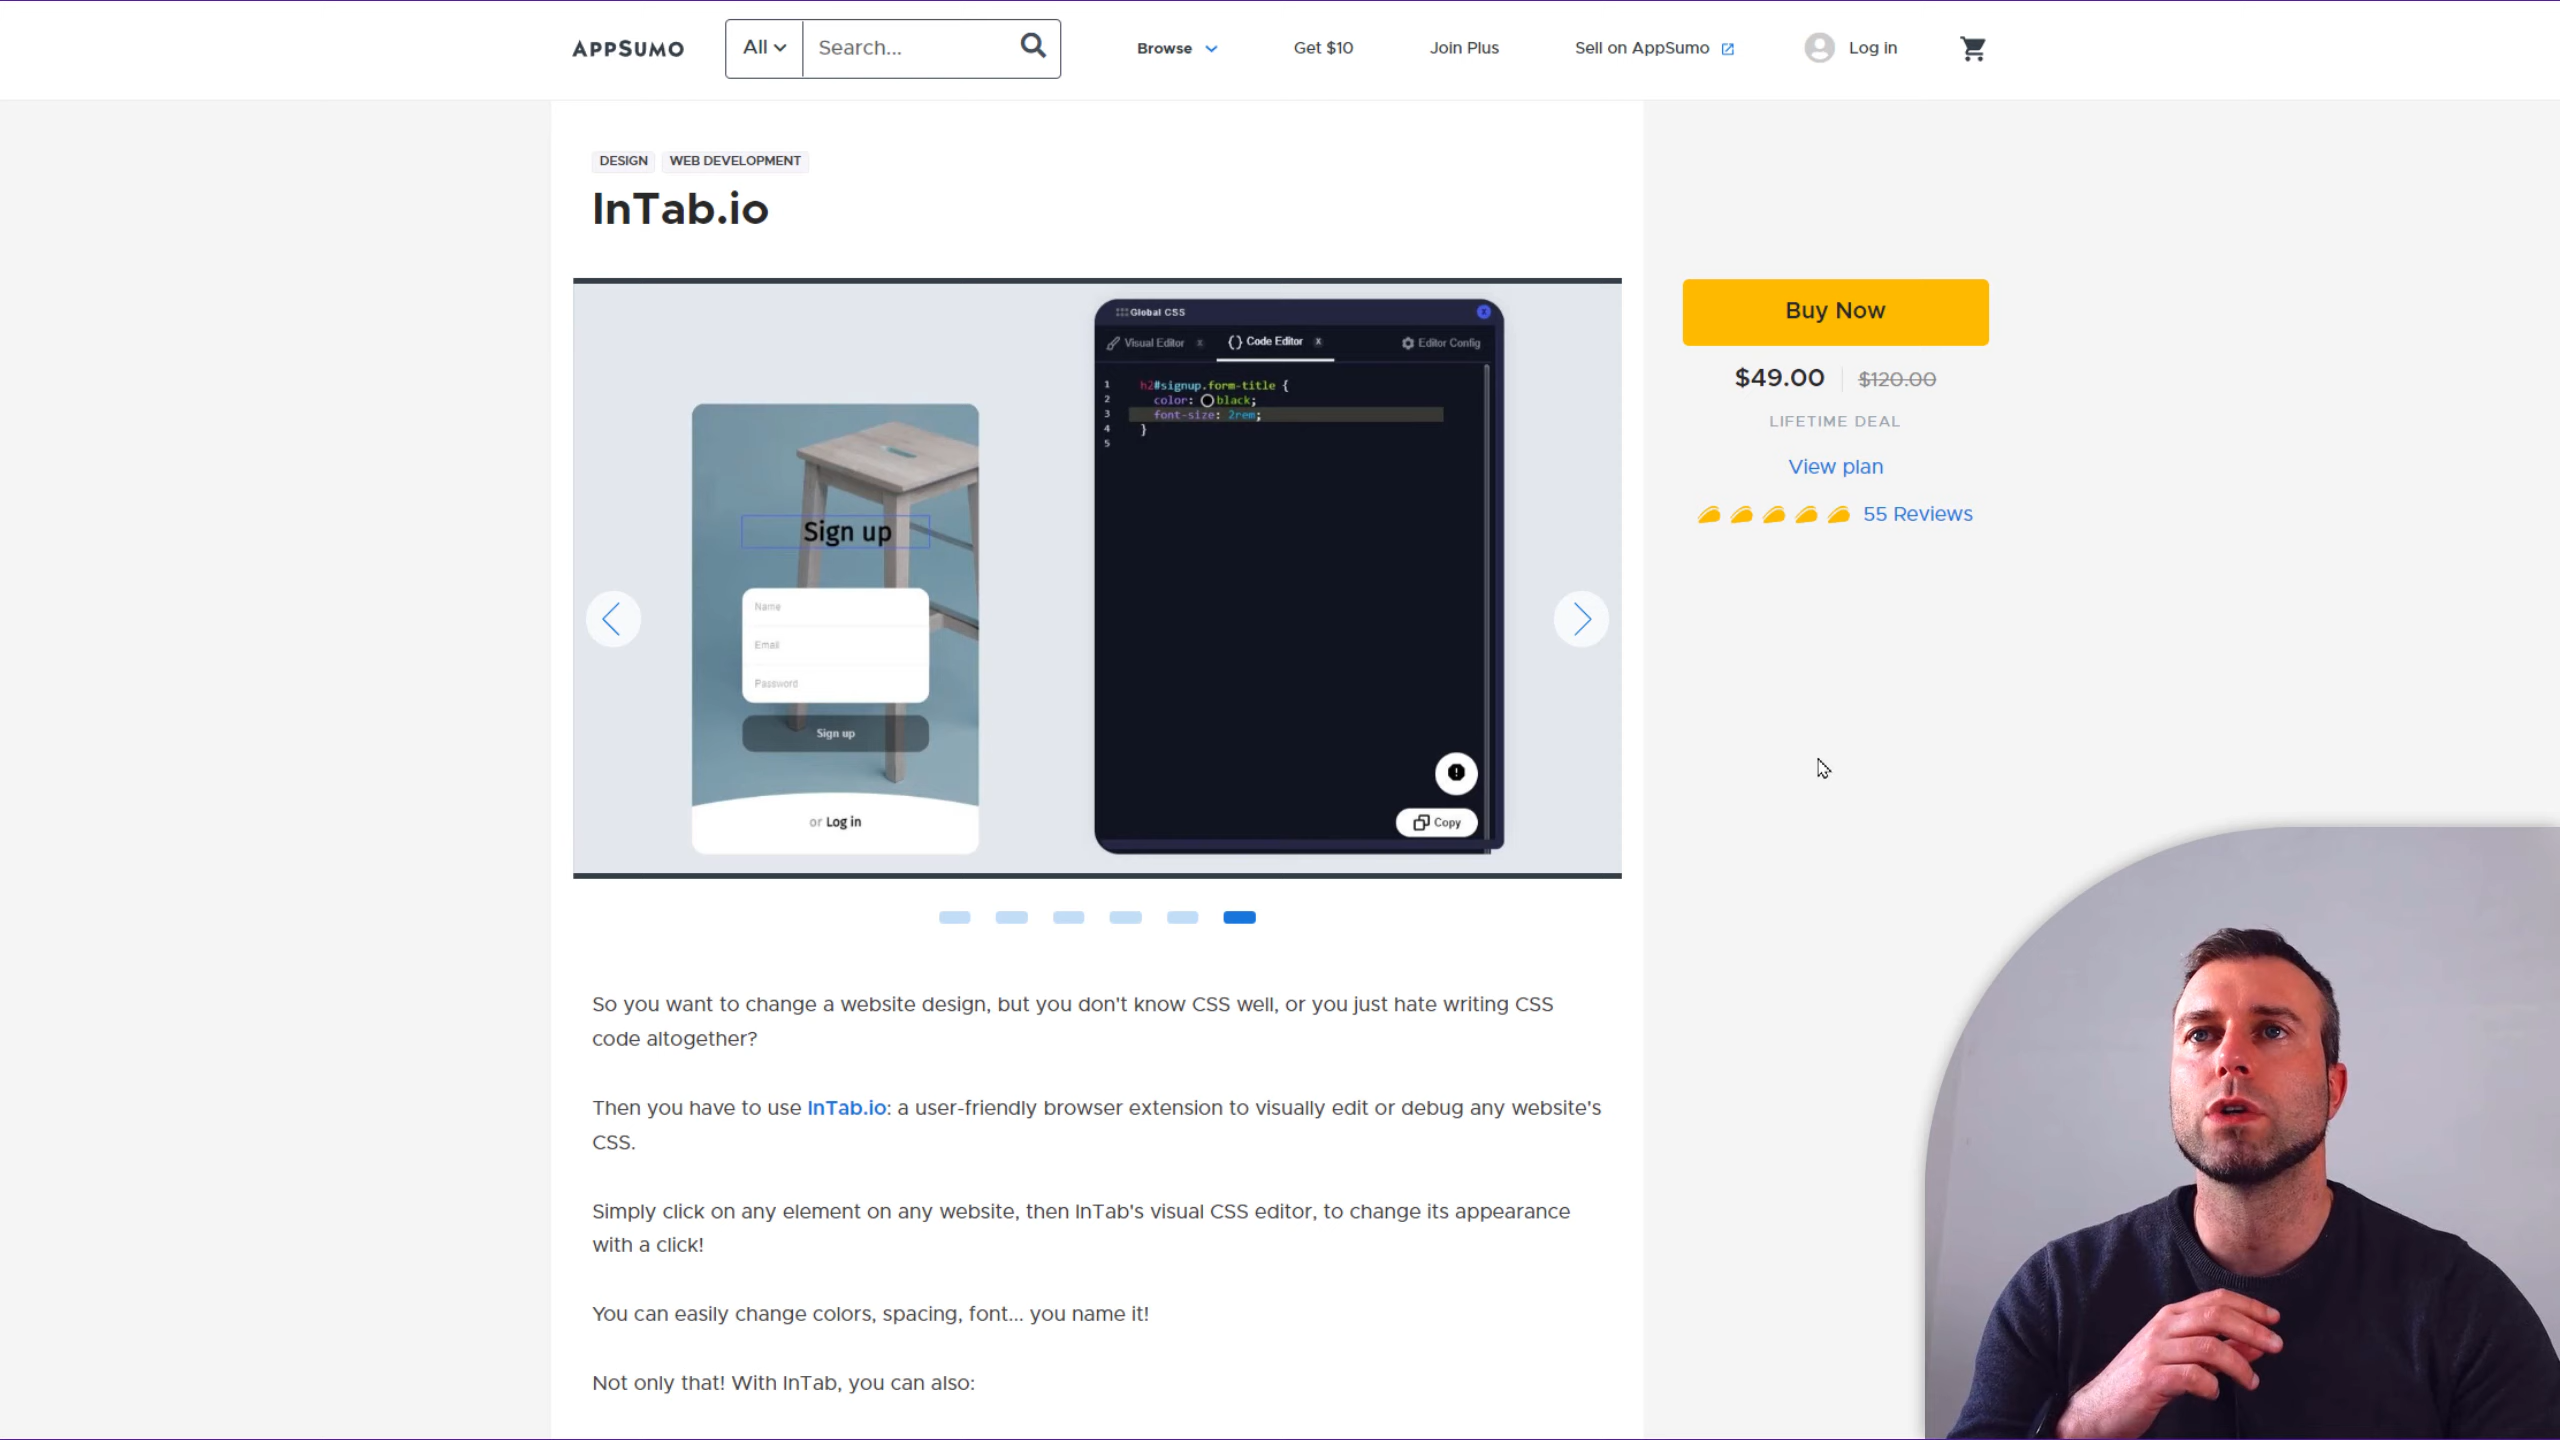 APPSUMO
All
Search...
Browse
Get $10
Join Plus
Sell on AppSumo
Log in
DESIGN
WEB DEVELOPMENT
InTab.io
Global CSS
x
Visual Editor x
{} Code Editor x
Editor Config
1 h2#signup.form-title {
2 color: black;
3 font-size: 2rem;
4 }
5
Sign up
Name
Email
Password
Sign up
or Log in
Copy
Buy Now
$49.00
$120.00
LIFETIME DEAL
View plan
55 Reviews
So you want to change a website design, but you don't know CSS well, or you just hate writing CSS
code altogether?
Then you have to use InTab.io: a user-friendly browser extension to visually edit or debug any website's
CSS.
Simply click on any element on any website, then InTab's visual CSS editor, to change its appearance
with a click!
You can easily change colors, spacing, font... you name it!
Not only that! With InTab, you can also: